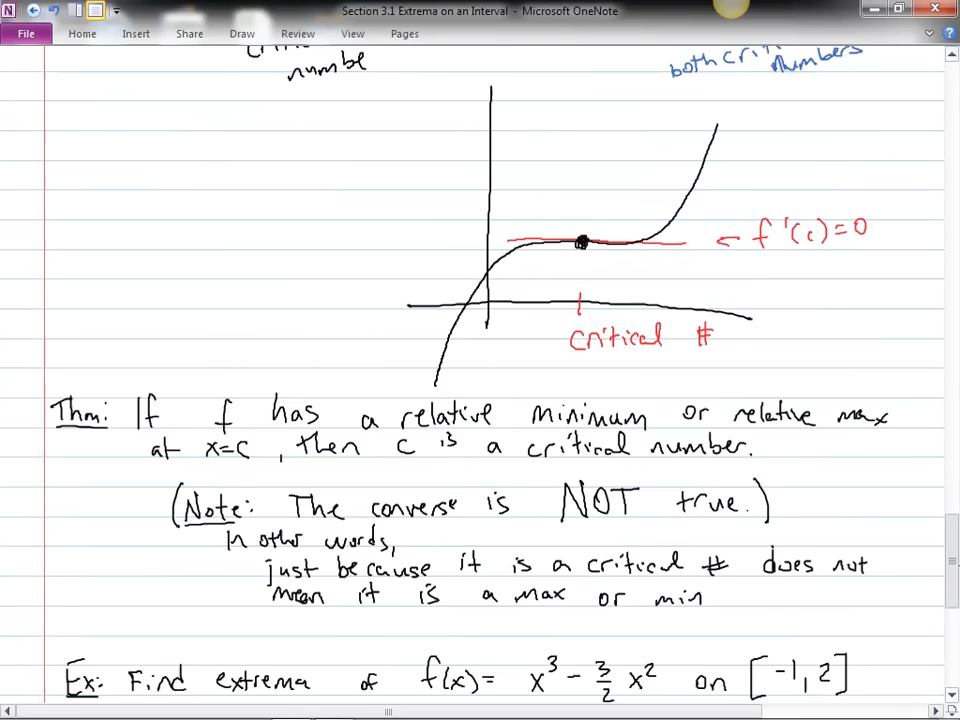 Section 3.1 Extrema on an Interval - Microsoft OneNote
File Home Insert Share Draw Review View Pages
numbe
both criti
numbers
← f'(c)=0
Critical #
Thm: If f has a relative minimum or relative max
at x=c, then c is a critical number.
(Note: The converse is NOT true.)
In other words,
just because it is a critical # does not
mean it is a max or min
Ex: Find extrema of f(x)= x³ - 3/2 x² on [-1, 2]